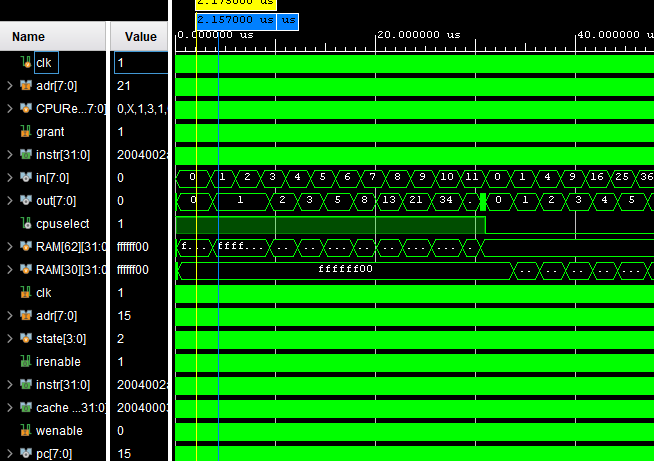 2.173000 us
2.157000 us us
Name Value 0.000000 us 20.000000 us 40.000000 us
clk 1
adr[7:0] 21
CPURe...7:0] 0,X,1,3,1,
grant 1
instr[31:0] 2004002a
in[7:0] 0 0 1 2 3 4 5 6 7 8 9 10 11 0 1 4 9 16 25 36
out[7:0] 0 0 1 2 3 5 8 13 21 34 . 0 1 2 3 4 5
cpuselect 1
RAM[62][31:0 ffffff00 f... ffff... .. .. .. .. ... ... ... .
RAM[30][31:0 ffffff00 ffffff00 .. .. .. .. ..
clk 1
adr[7:0] 15
state[3:0] 2
irenable 1
instr[31:0] 2004002a
cache ...31:0] 20040003
wenable 0
pc[7:0] 15